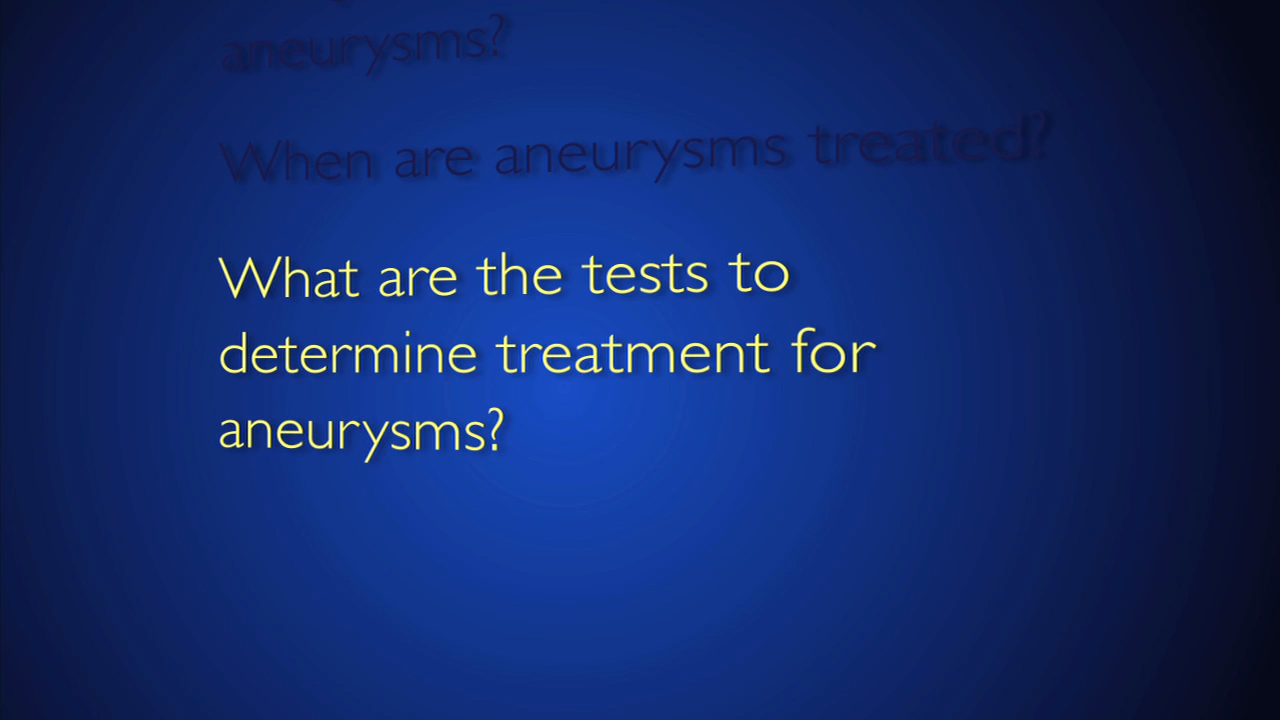 aneurysms?
When are aneurysms treated?
What are the tests to
determine treatment for
aneurysms?